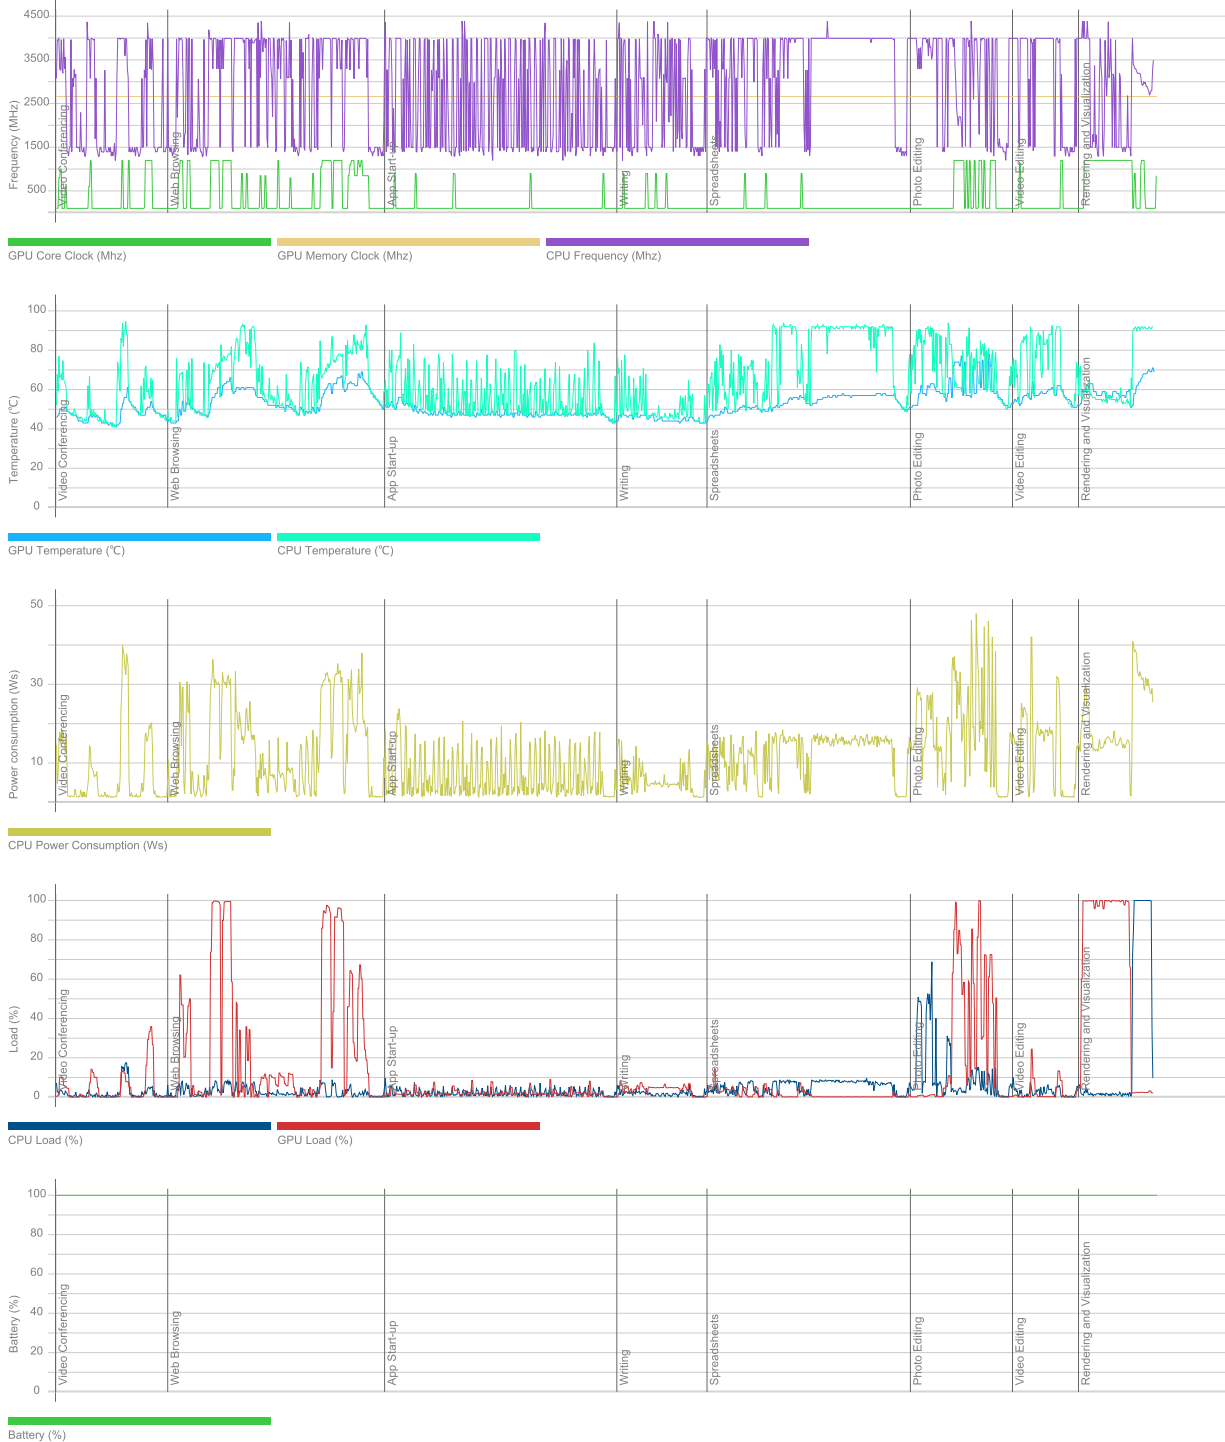 4500
3500
2500
1500
500
Frequency (MHz)
Video Conferencing
Web Browsing
App Start-up
Writing
Spreadsheets
Photo Editing
Video Editing
Rendering and Visualization
GPU Core Clock (Mhz)
GPU Memory Clock (Mhz)
CPU Frequency (Mhz)
100
80
60
40
20
0
Temperature (℃)
Video Conferencing
Web Browsing
App Start-up
Writing
Spreadsheets
Photo Editing
Video Editing
Rendering and Visualization
GPU Temperature (℃)
CPU Temperature (℃)
50
30
10
Power consumption (Ws)
Video Conferencing
Web Browsing
App Start-up
Writing
Spreadsheets
Photo Editing
Video Editing
Rendering and Visualization
CPU Power Consumption (Ws)
100
80
60
40
20
0
Load (%)
Video Conferencing
Web Browsing
App Start-up
Writing
Spreadsheets
Photo Editing
Video Editing
Rendering and Visualization
CPU Load (%)
GPU Load (%)
100
80
60
40
20
0
Battery (%)
Video Conferencing
Web Browsing
App Start-up
Writing
Spreadsheets
Photo Editing
Video Editing
Rendering and Visualization
Battery (%)